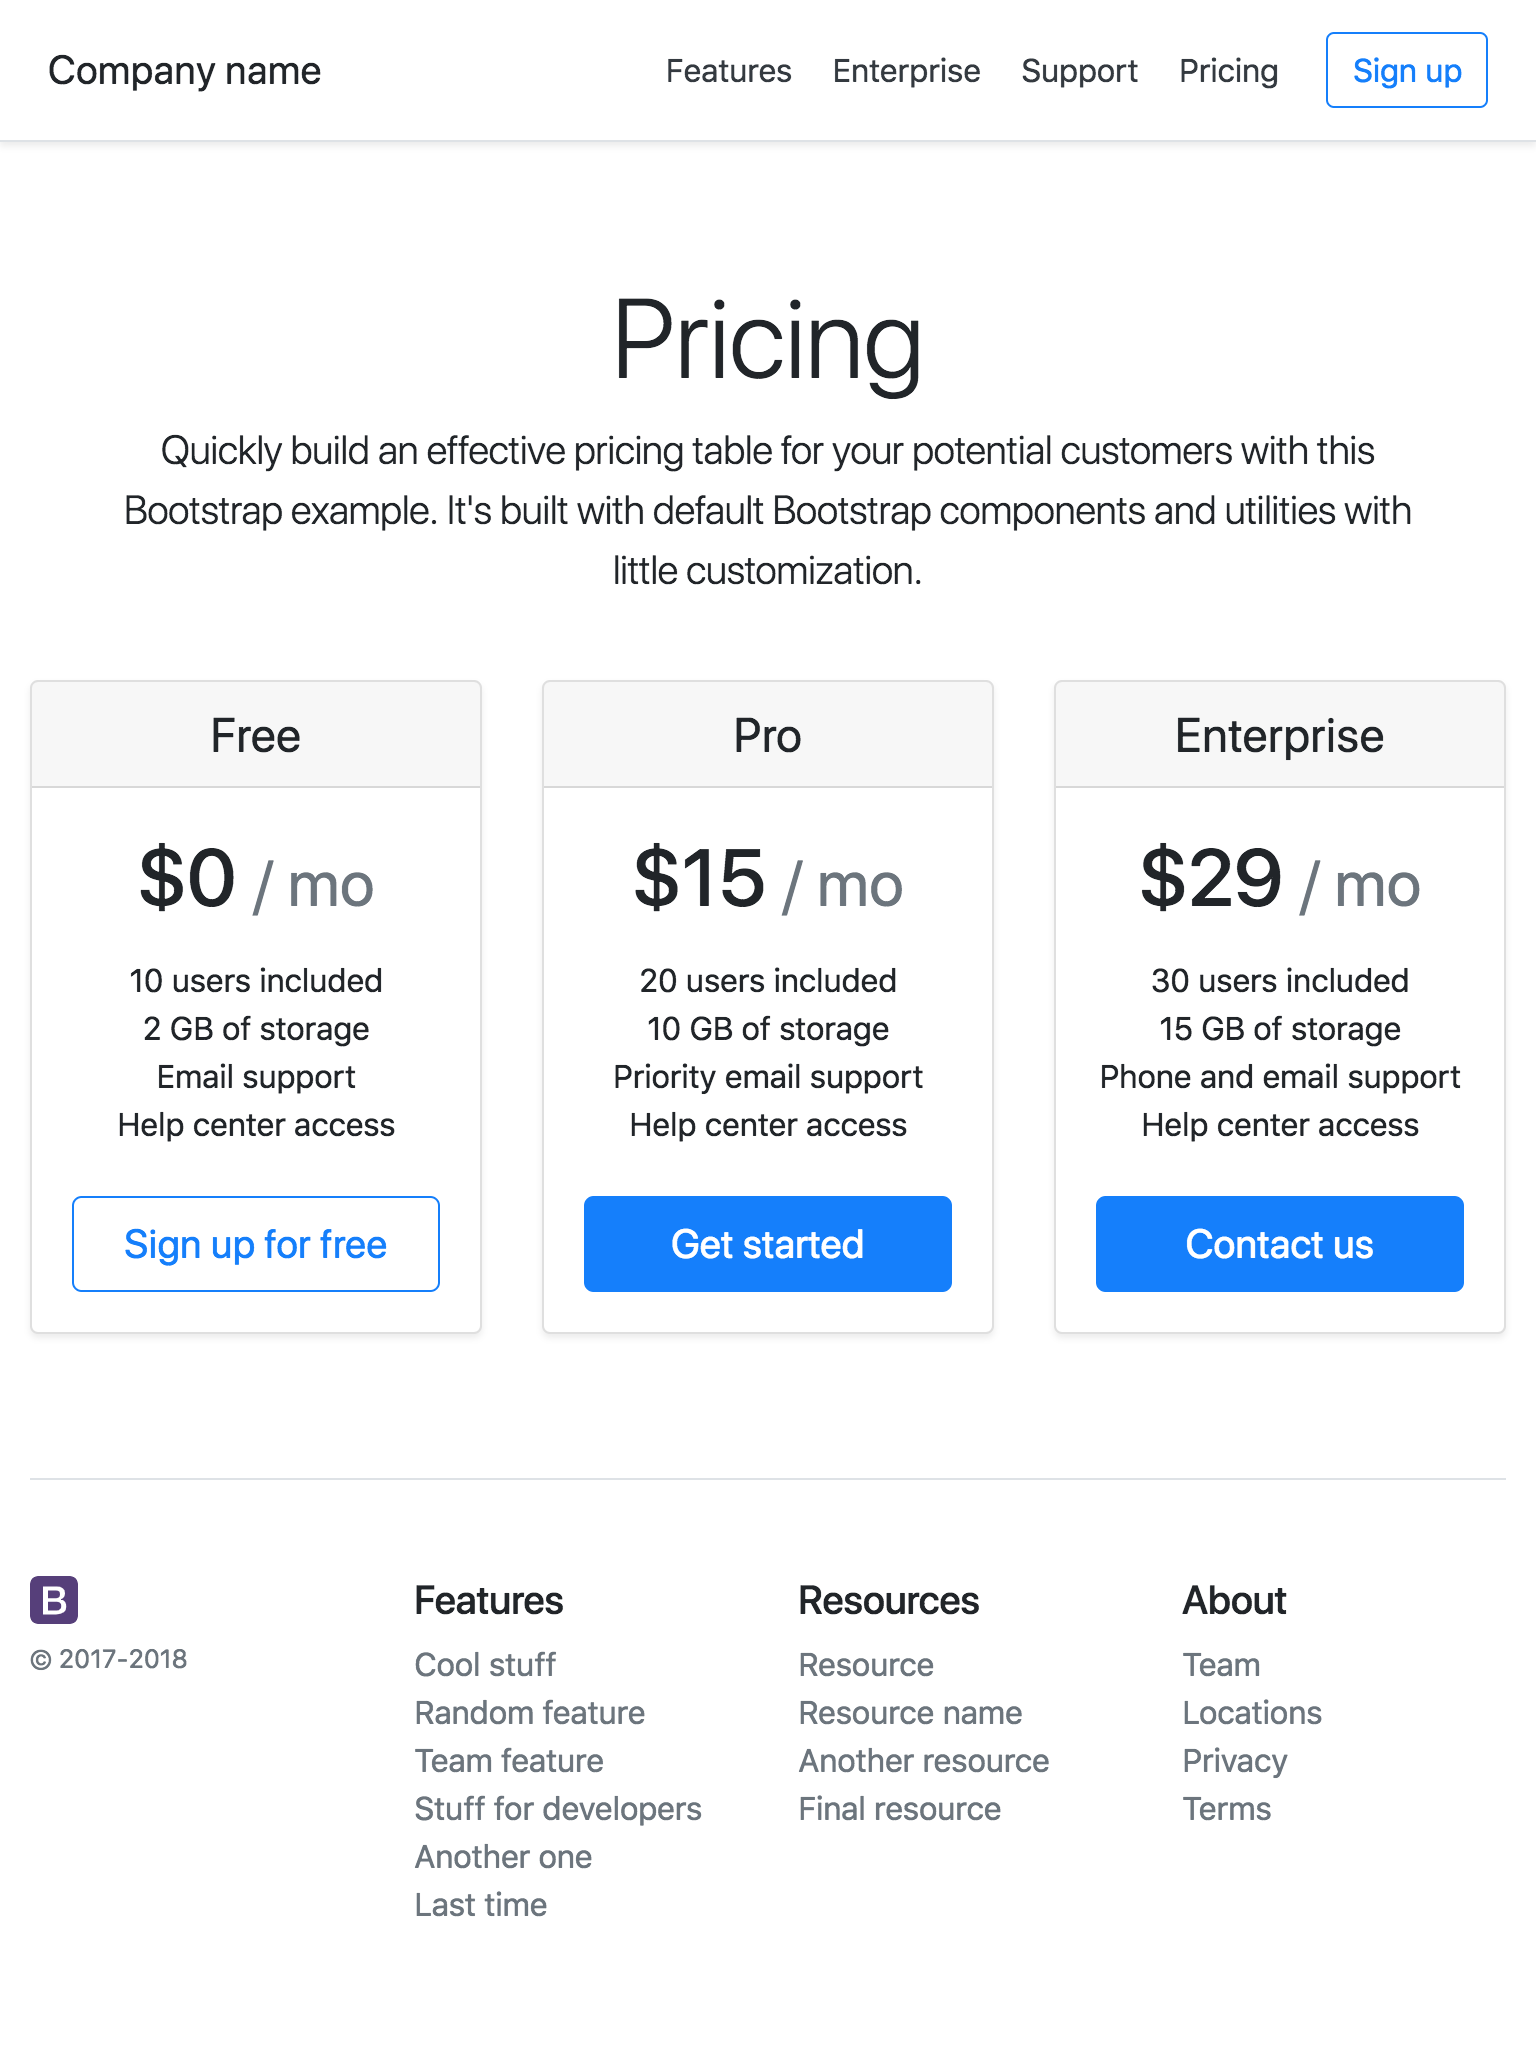 Company name
Features Enterprise Support Pricing Sign up
Pricing
Quickly build an effective pricing table for your potential customers with this
Bootstrap example. It's built with default Bootstrap components and utilities with
little customization.
Free
$0 / mo
10 users included
2 GB of storage
Email support
Help center access
Sign up for free
Pro
$15 / mo
20 users included
10 GB of storage
Priority email support
Help center access
Get started
Enterprise
$29 / mo
30 users included
15 GB of storage
Phone and email support
Help center access
Contact us
B
© 2017-2018
Features
Cool stuff
Random feature
Team feature
Stuff for developers
Another one
Last time
Resources
Resource
Resource name
Another resource
Final resource
About
Team
Locations
Privacy
Terms